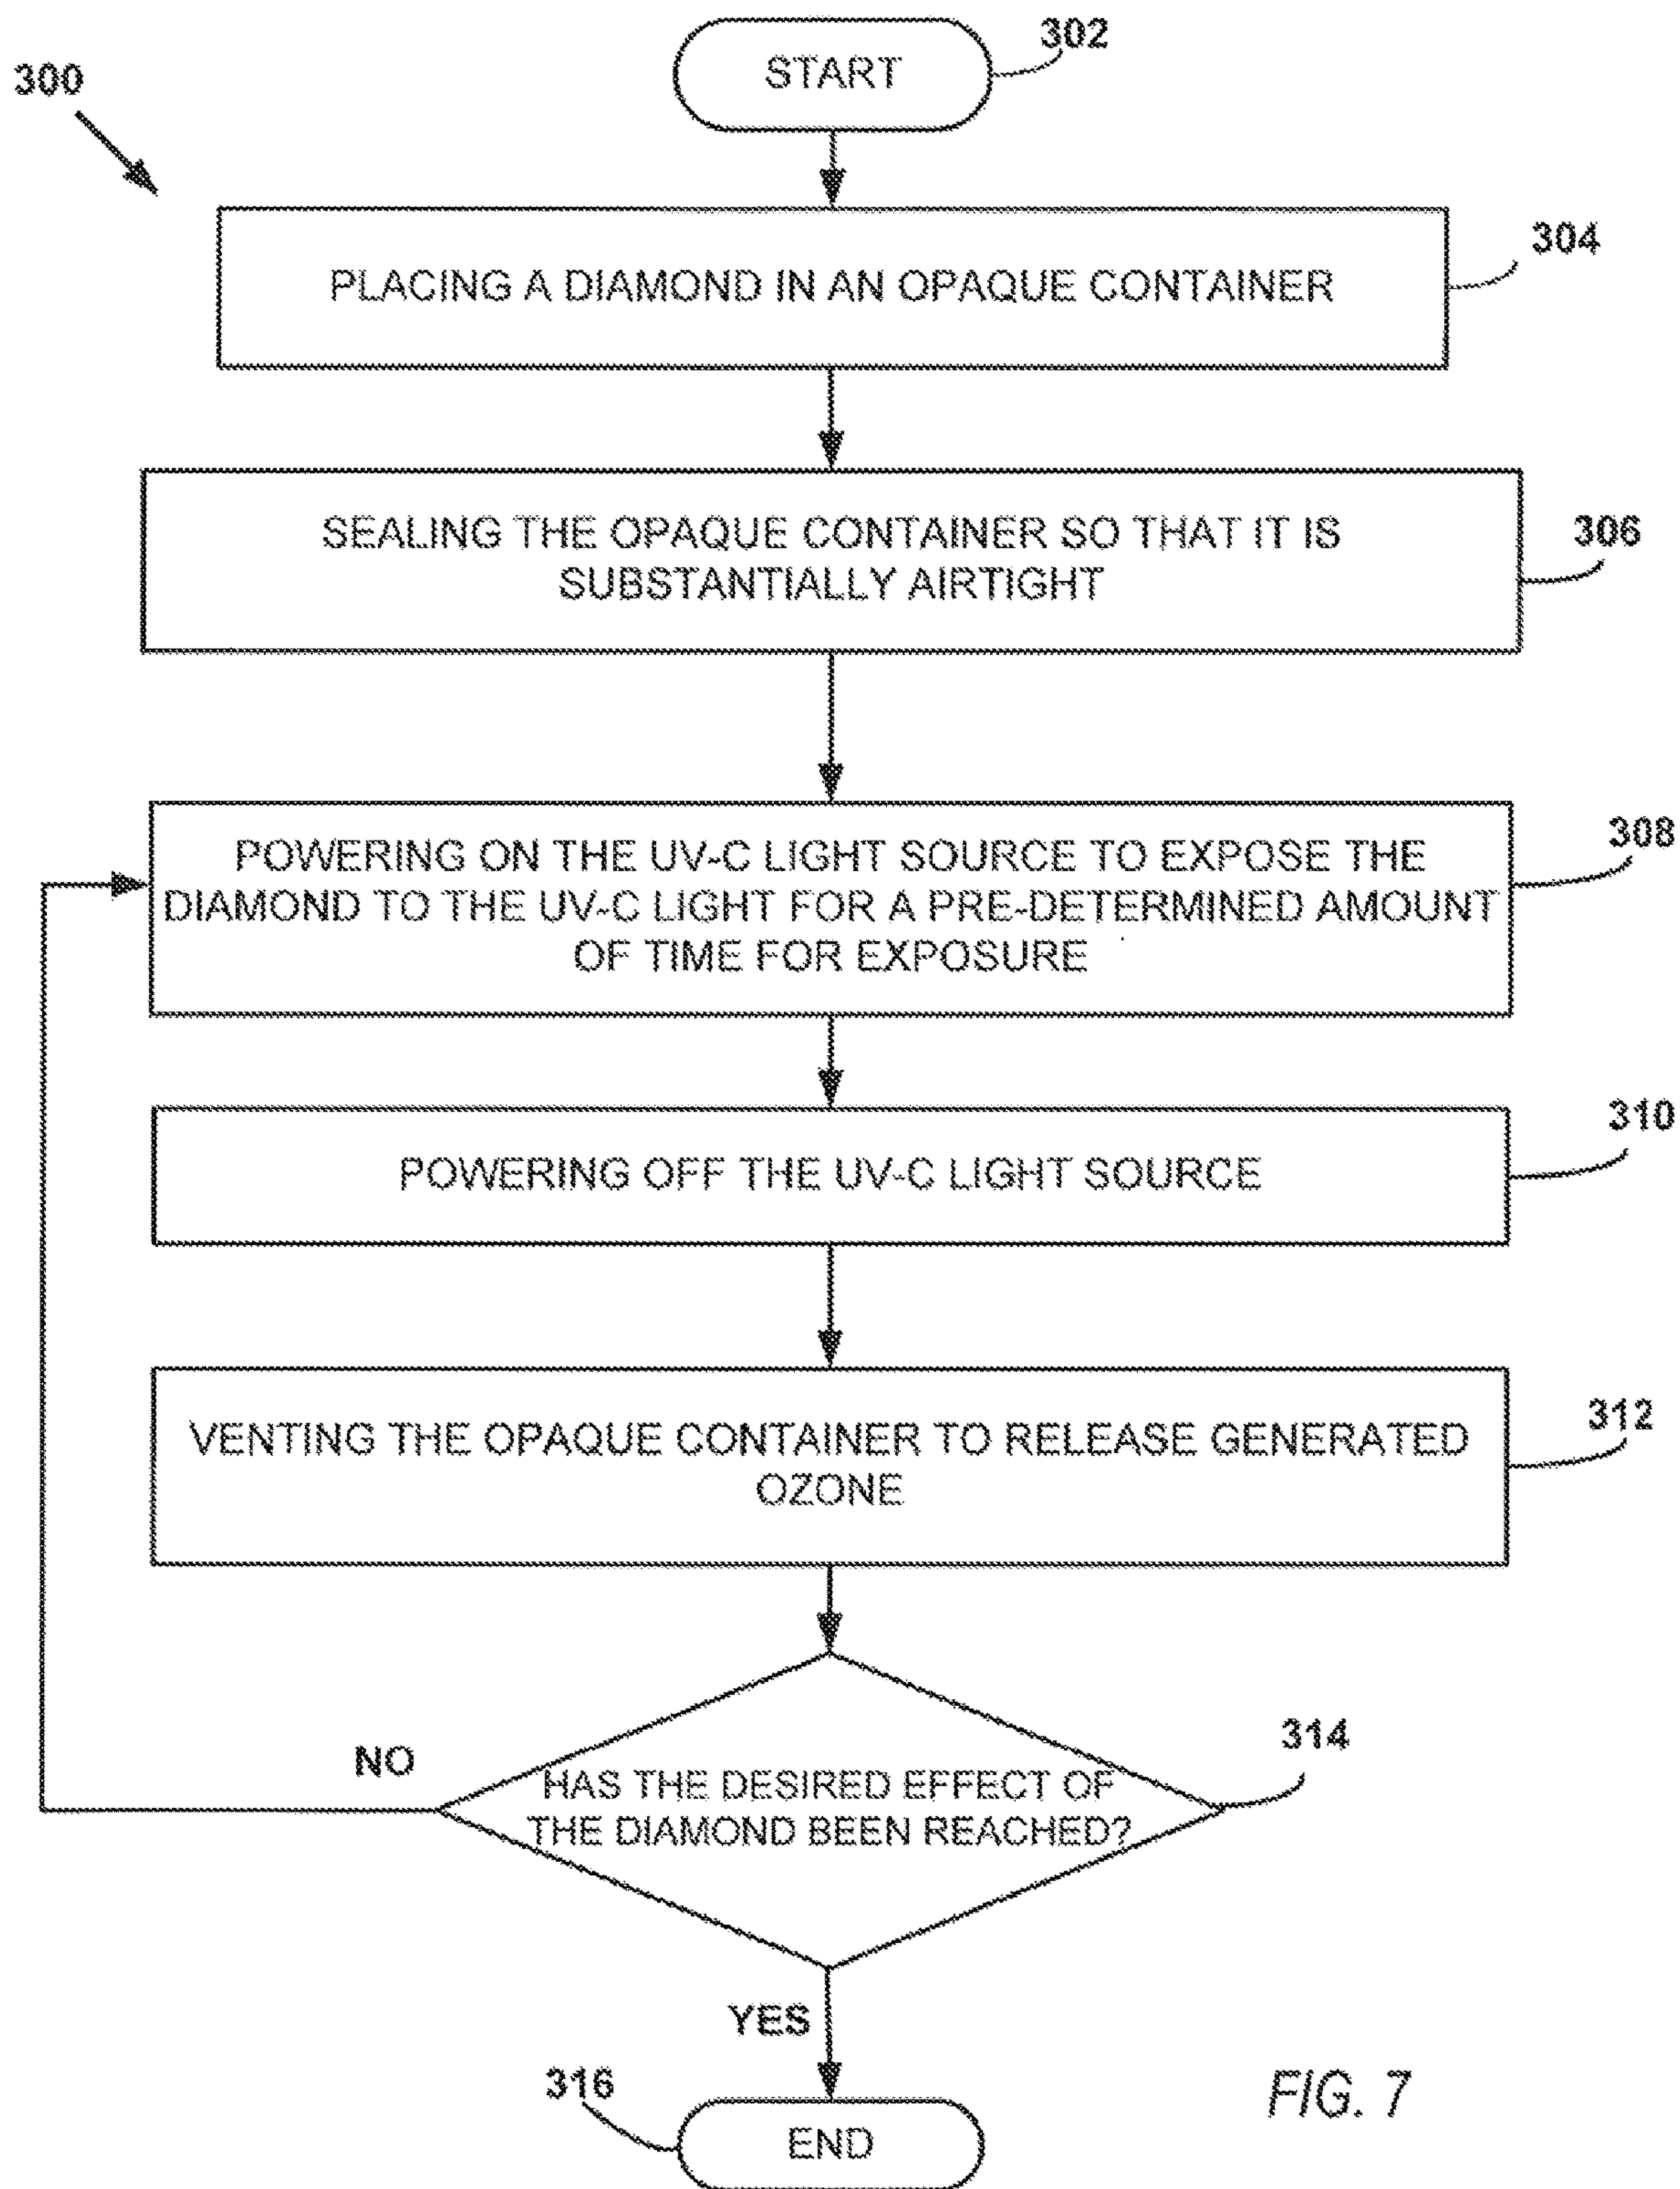 302
START
300
304
PLACING A DIAMOND IN AN OPAQUE CONTAINER
SEALING THE OPAQUE CONTAINER SO THAT IT IS
SUBSTANTIALLY AIRTIGHT
306
308
POWERING ON THE UV-C LIGHT SOURCE TO EXPOSE THE
DIAMOND TO THE UV-C LIGHT FOR A PRE-DETERMINED AMOUNT
OF TIME FOR EXPOSURE
310
POWERING OFF THE UV-C LIGHT SOURCE
312
VENTING THE OPAQUE CONTAINER TO RELEASE GENERATED
OZONE
314
NO
HAS THE DESIRED EFFECT OF
THE DIAMOND BEEN REACHED?
YES
316
END
FIG. 7